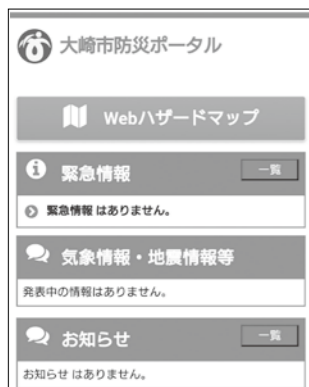 大崎市防災ポータル
Webハザードマップ
緊急情報 一覧
緊急情報 はありません。
気象情報・地震情報等
発表中の情報はありません。
お知らせ 一覧
お知らせ はありません。